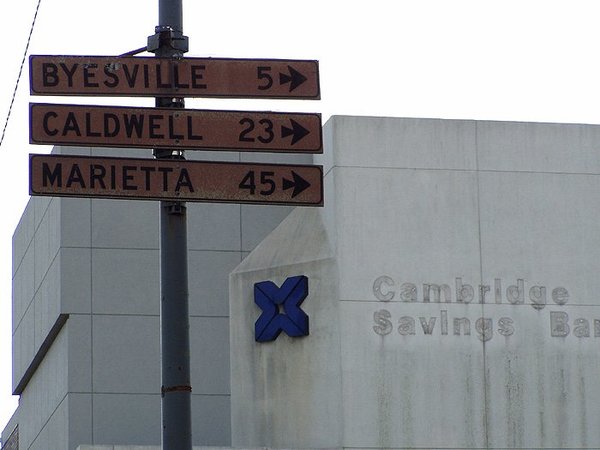 BYESVILLE 5
CALDWELL 23
MARIETTA 45
Cambridge
Savings